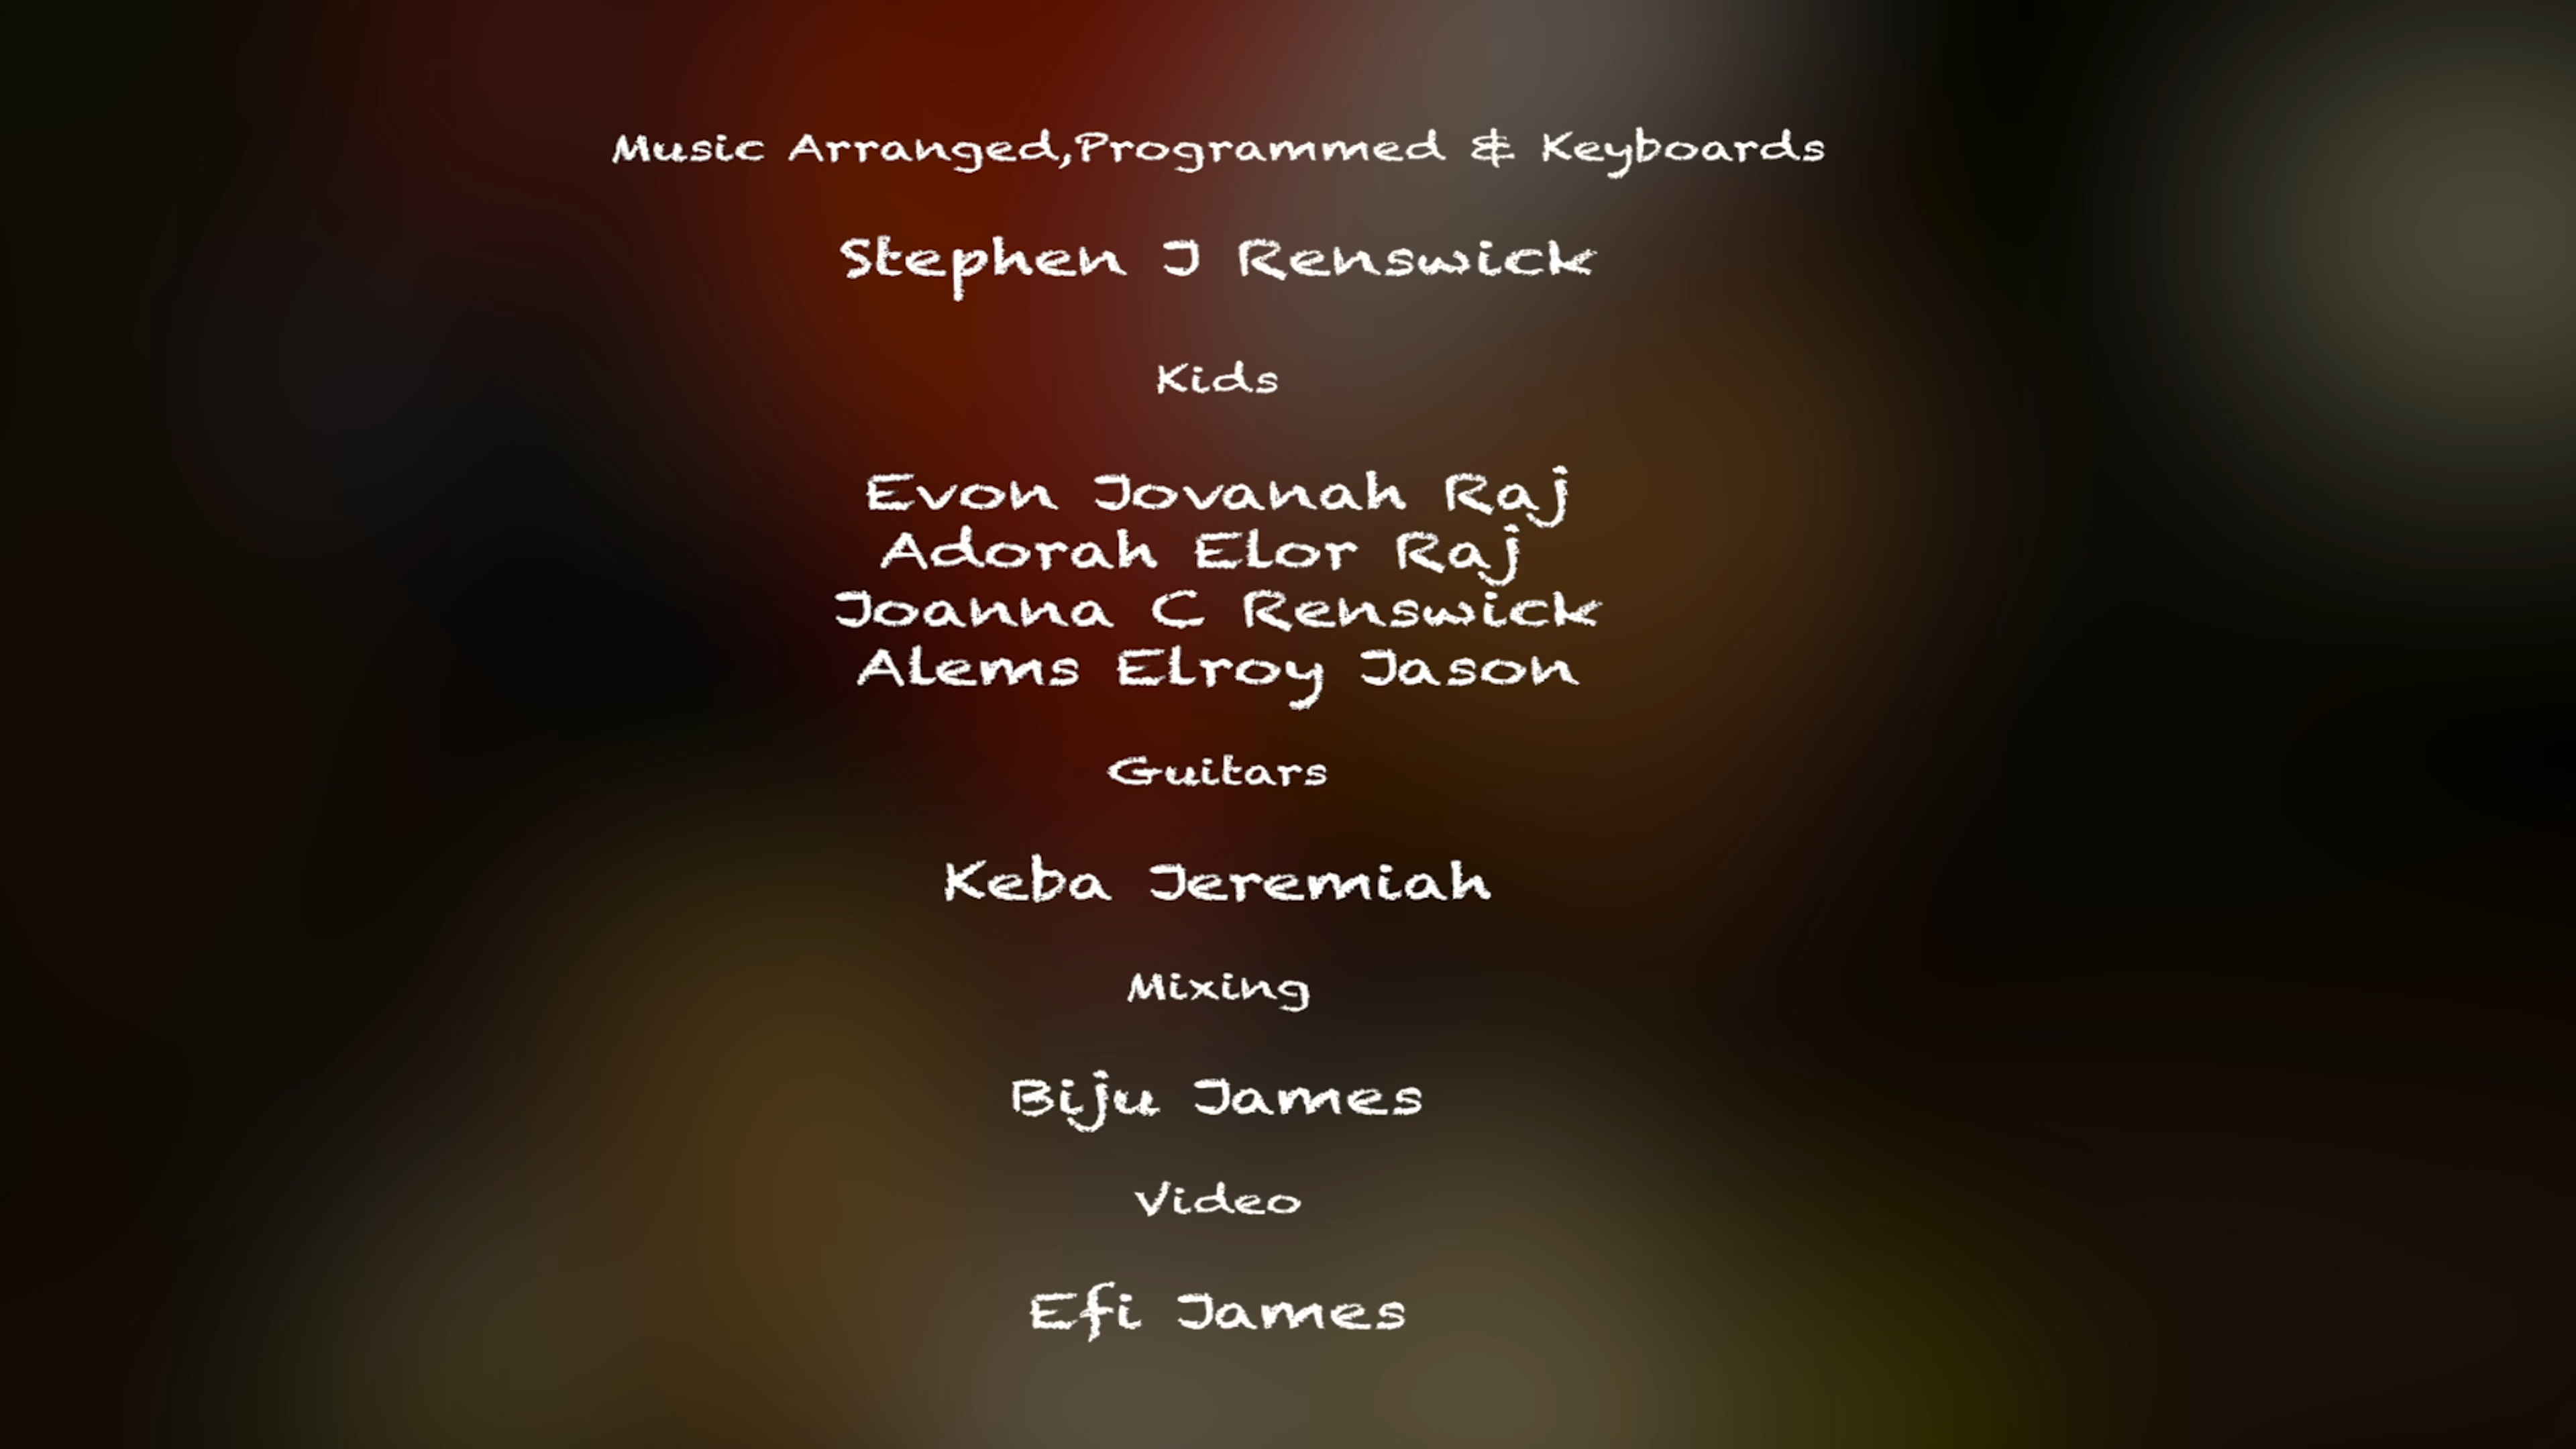 Music Arranged,Programmed & Keyboards
Stephen J Renswick
Kids
Evon Jovanah Raj
Adorah Elor Raj
Joanna C Renswick
Alems Elroy Jason
Guitars
Keba Jeremiah
Mixing
Biju James
Video
Efi James